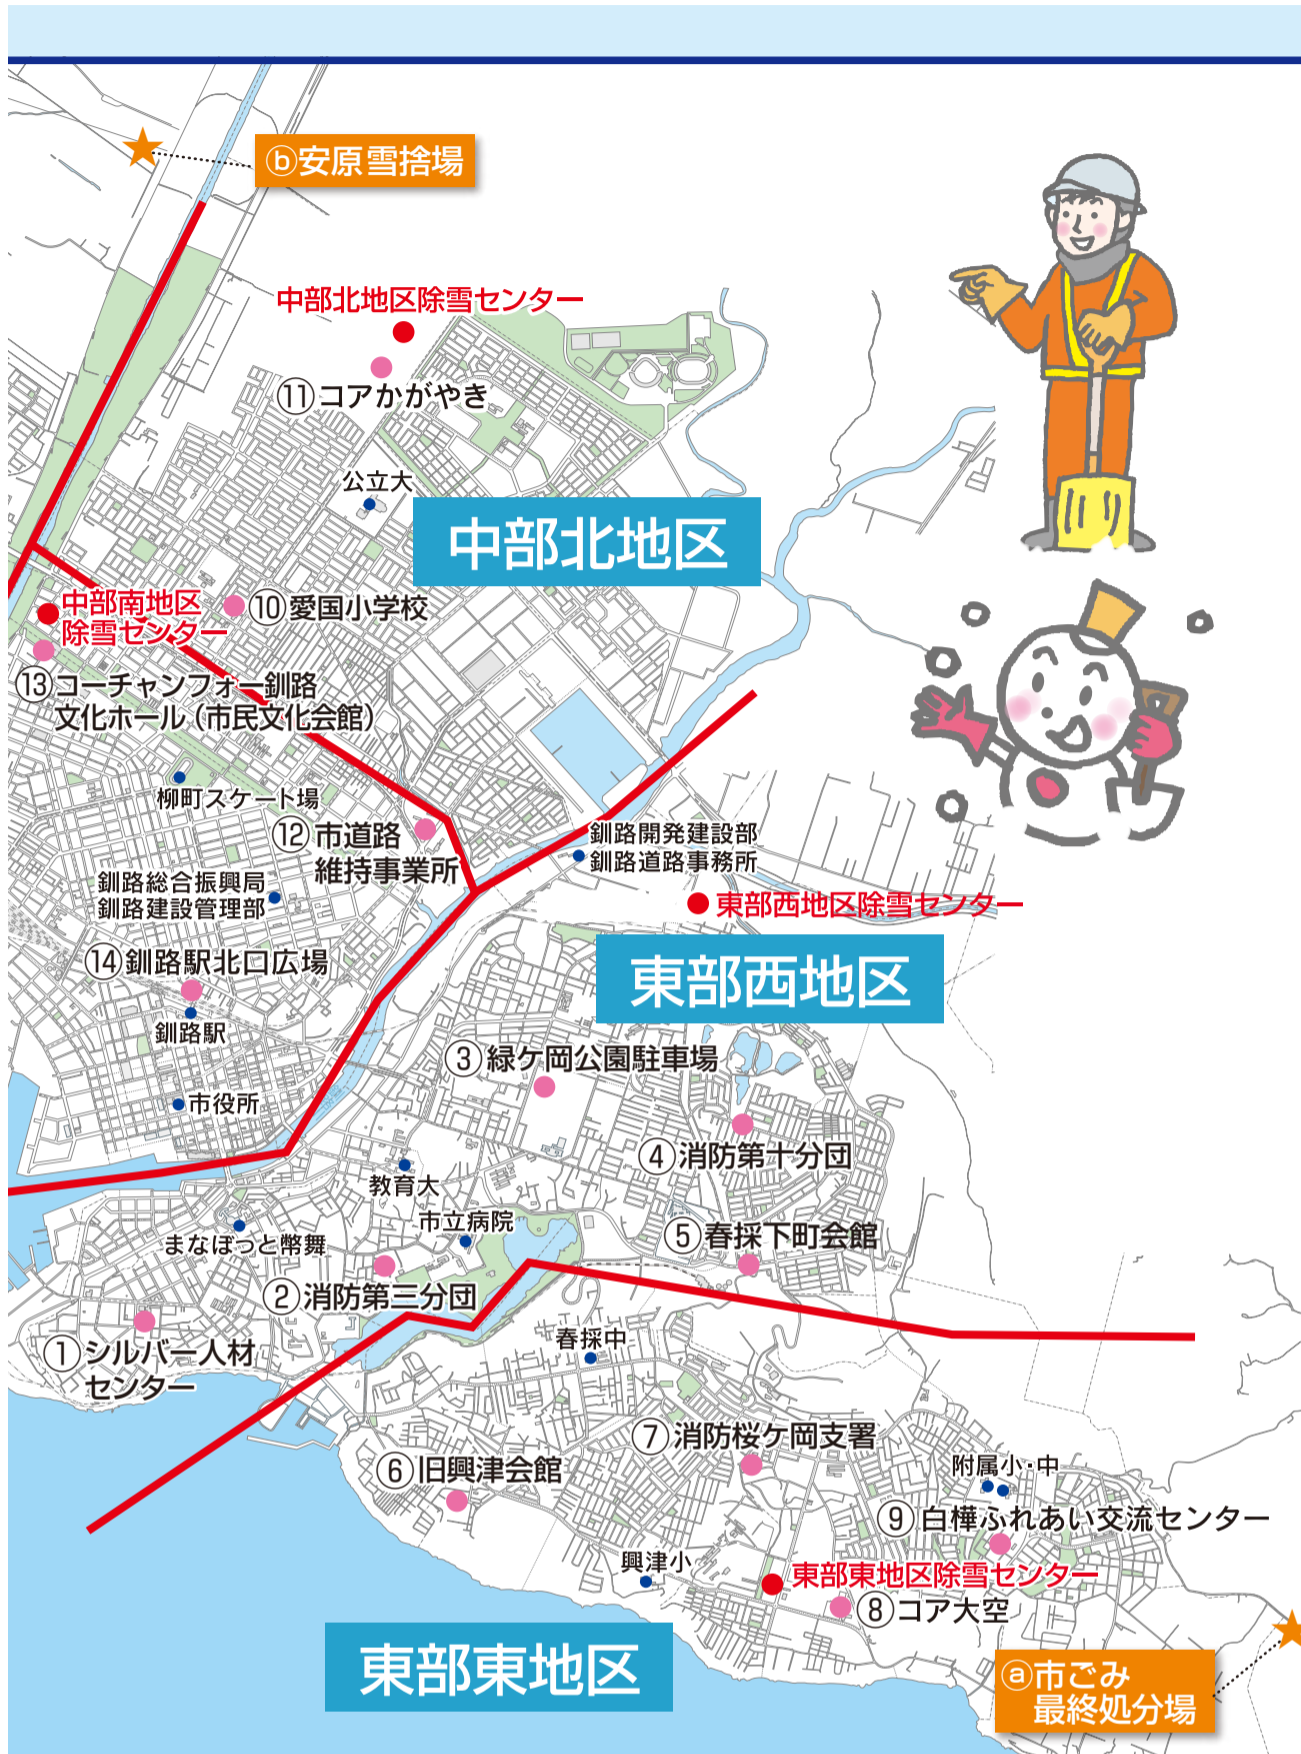 ⓑ安原雪捨場
中部北地区除雪センター
⑪コアかがやき
公立大
中部北地区
中部南地区
除雪センター
⑩愛国小学校
⑬コーチャンフォー釧路
文化ホール（市民文化会館）
柳町スケート場
⑫市道路
維持事業所
釧路開発建設部
釧路道路事務所
釧路総合振興局
釧路建設管理部
東部西地区除雪センター
⑭釧路駅北口広場
東部西地区
釧路駅
③緑ケ岡公園駐車場
市役所
④消防第十分団
教育大
市立病院
⑤春採下町会館
まなぼっと幣舞
②消防第三分団
①シルバー人材
センター
春採中
⑦消防桜ケ岡支署
⑥旧興津会館
附属小・中
⑨白樺ふれあい交流センター
興津小
東部東地区除雪センター
⑧コア大空
東部東地区
ⓐ市ごみ
最終処分場